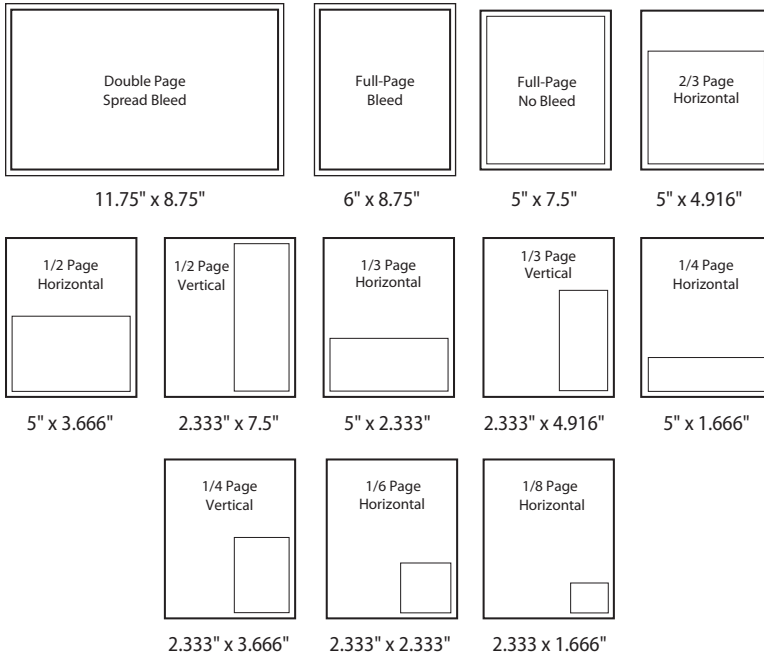 Double Page
Spread Bleed
11.75" x 8.75"
Full-Page
Bleed
6" x 8.75"
Full-Page
No Bleed
5" x 7.5"
2/3 Page
Horizontal
5" x 4.916"
1/2 Page
Horizontal
5" x 3.666"
1/2 Page
Vertical
2.333" x 7.5"
1/3 Page
Horizontal
5" x 2.333"
1/3 Page
Vertical
2.333" x 4.916"
1/4 Page
Horizontal
5" x 1.666"
1/4 Page
Vertical
2.333" x 3.666"
1/6 Page
Horizontal
2.333" x 2.333"
1/8 Page
Horizontal
2.333 x 1.666"